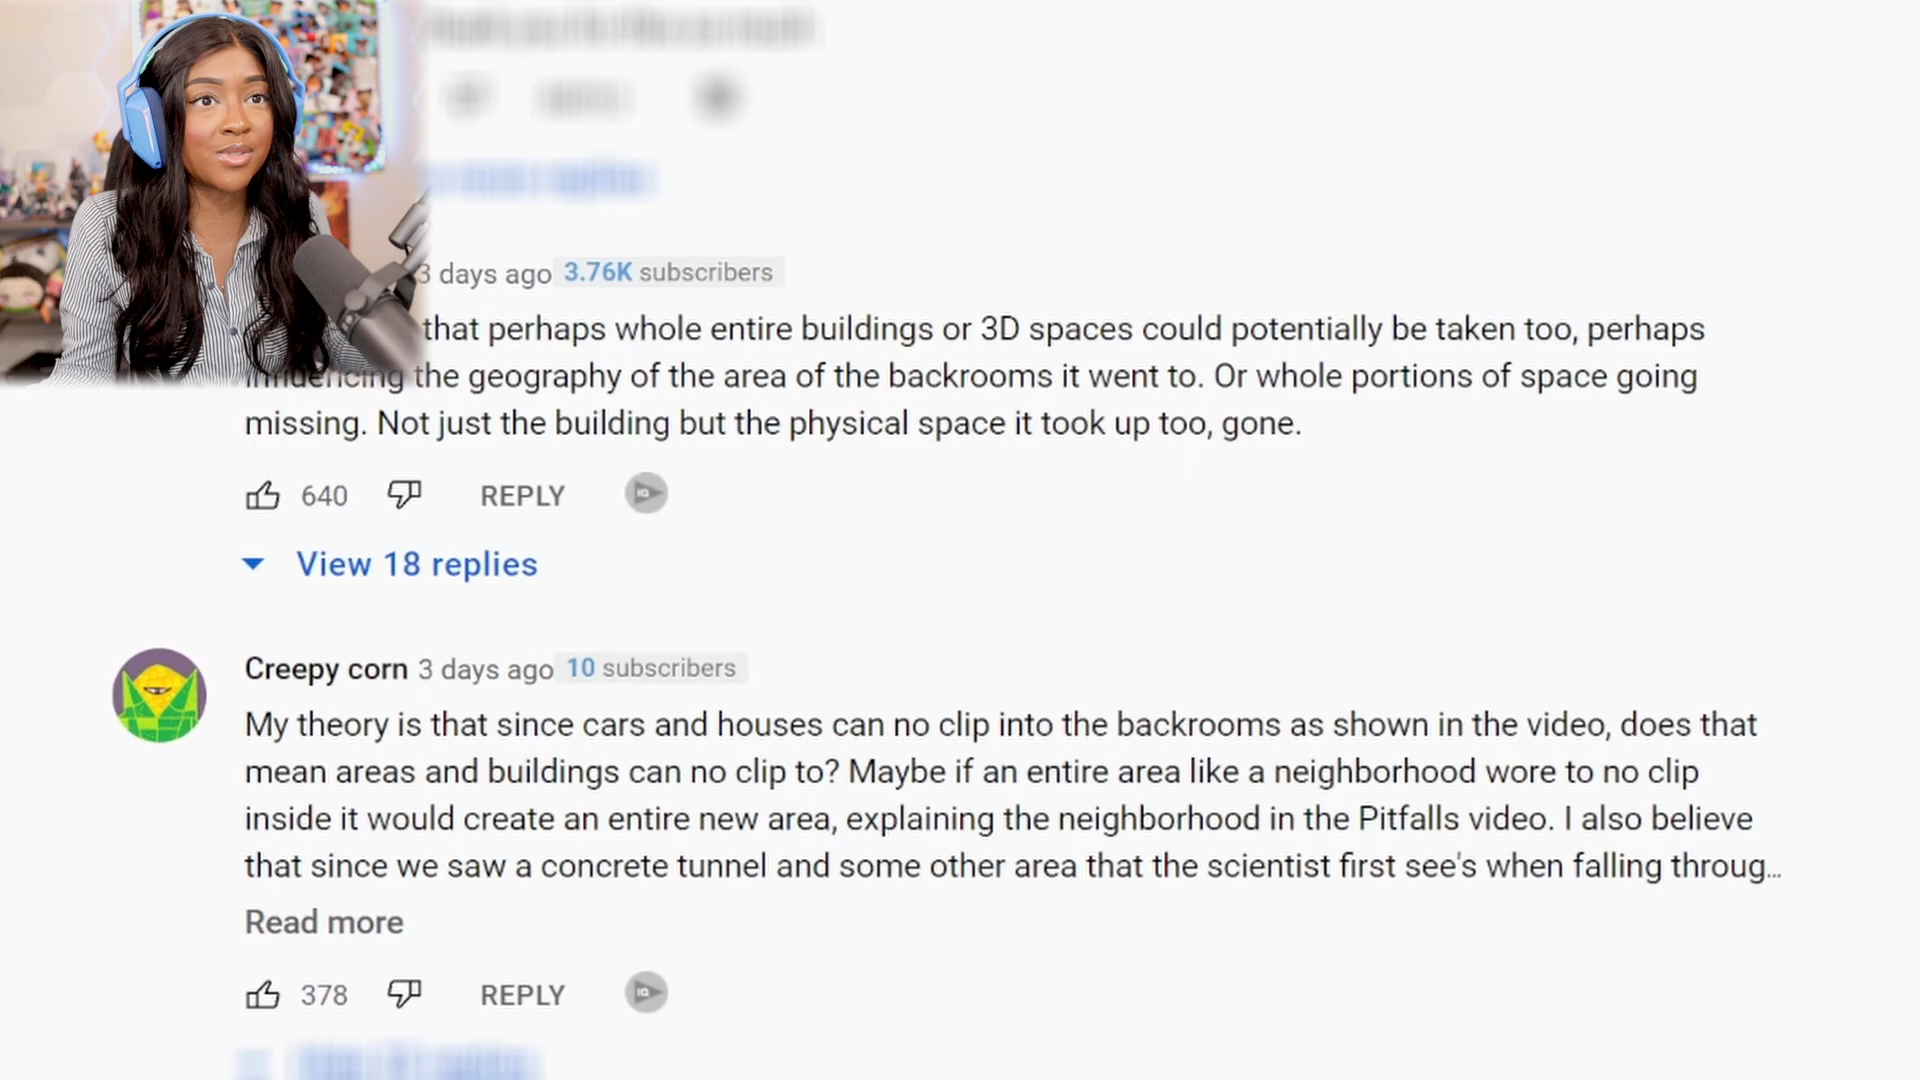 3 days ago 3.76K subscribers
that perhaps whole entire buildings or 3D spaces could potentially be taken too, perhaps
influencing the geography of the area of the backrooms it went to. Or whole portions of space going
missing. Not just the building but the physical space it took up too, gone.
640 REPLY IQ
View 18 replies
Creepy corn 3 days ago 10 subscribers
My theory is that since cars and houses can no clip into the backrooms as shown in the video, does that
mean areas and buildings can no clip to? Maybe if an entire area like a neighborhood wore to no clip
inside it would create an entire new area, explaining the neighborhood in the Pitfalls video. I also believe
that since we saw a concrete tunnel and some other area that the scientist first see's when falling throug...
Read more
378 REPLY IQ